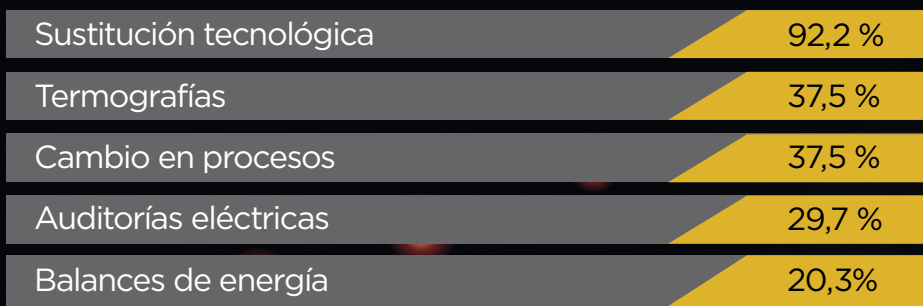 Sustitución tecnológica 92,2 %
Termografías 37,5 %
Cambio en procesos 37,5 %
Auditorías eléctricas 29,7 %
Balances de energía 20,3%